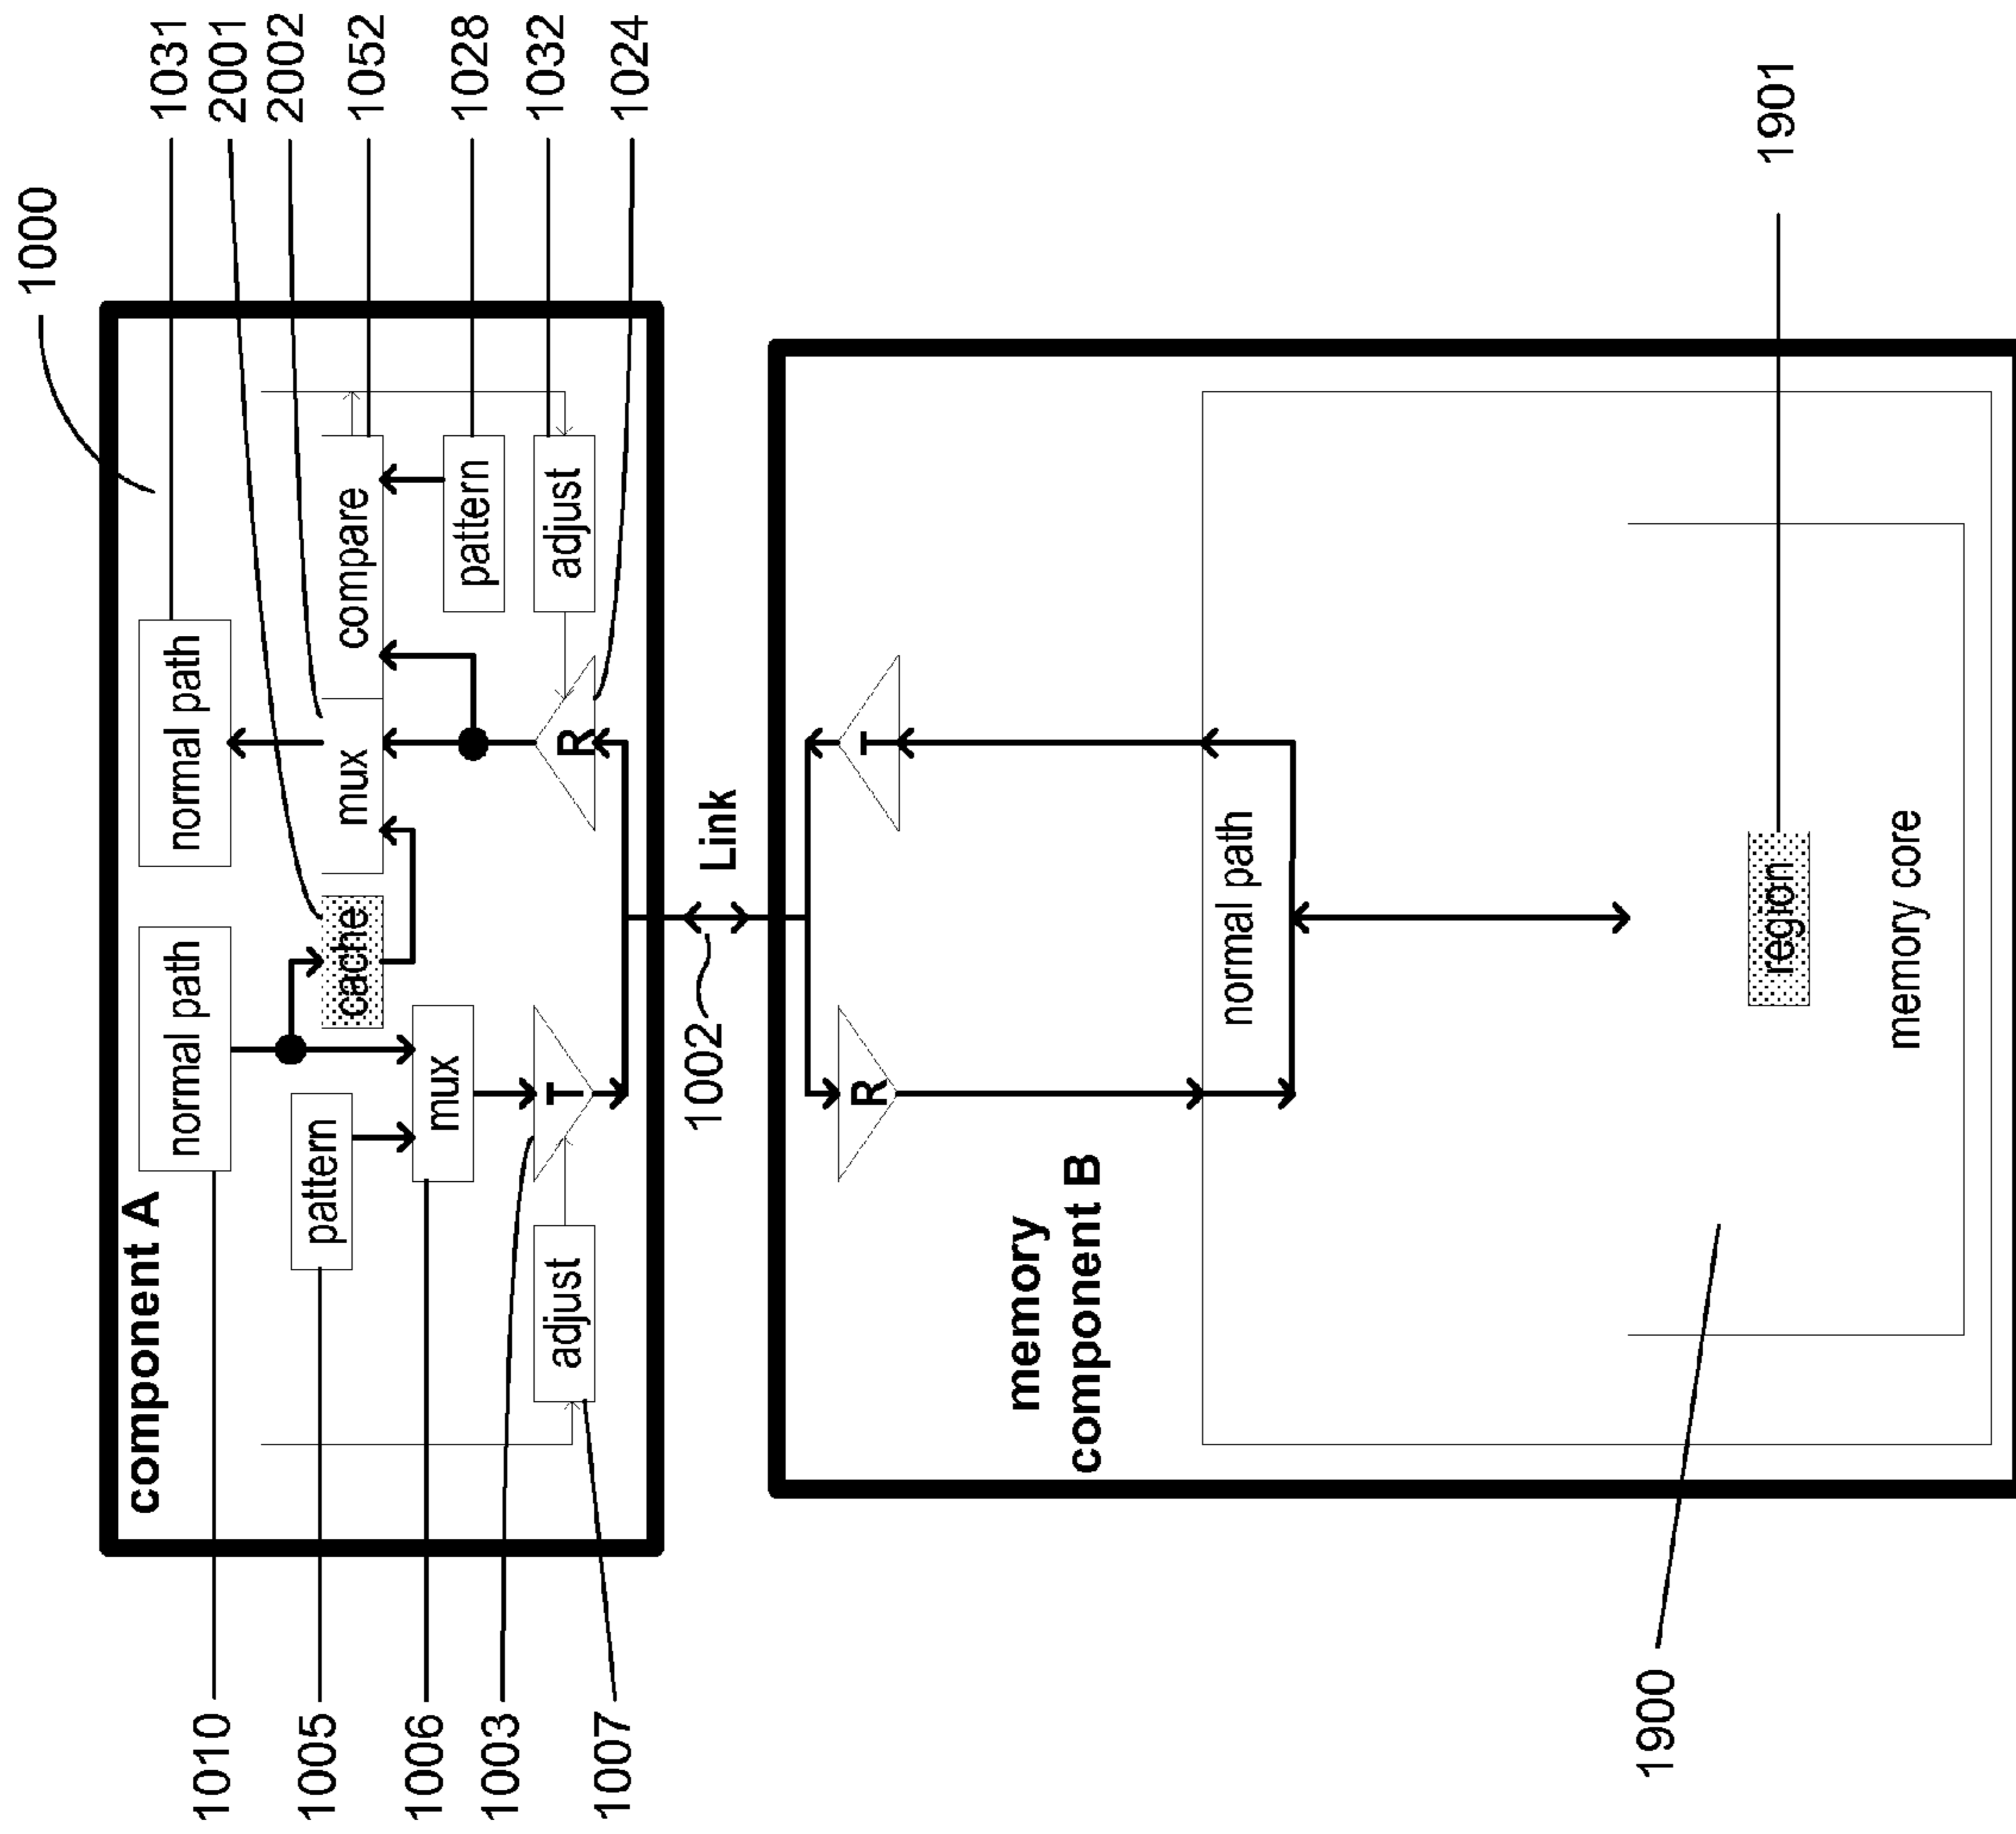 1000
1031
2001
2002
1052
1028
1032
1024
component A
normal path
normal path
pattern
cache
mux
compare
mux
pattern
adjust
T
R
adjust
1010
1005
1006
1003
1007
1002
Link
R
T
memory
component B
normal path
region
memory core
1901
1900